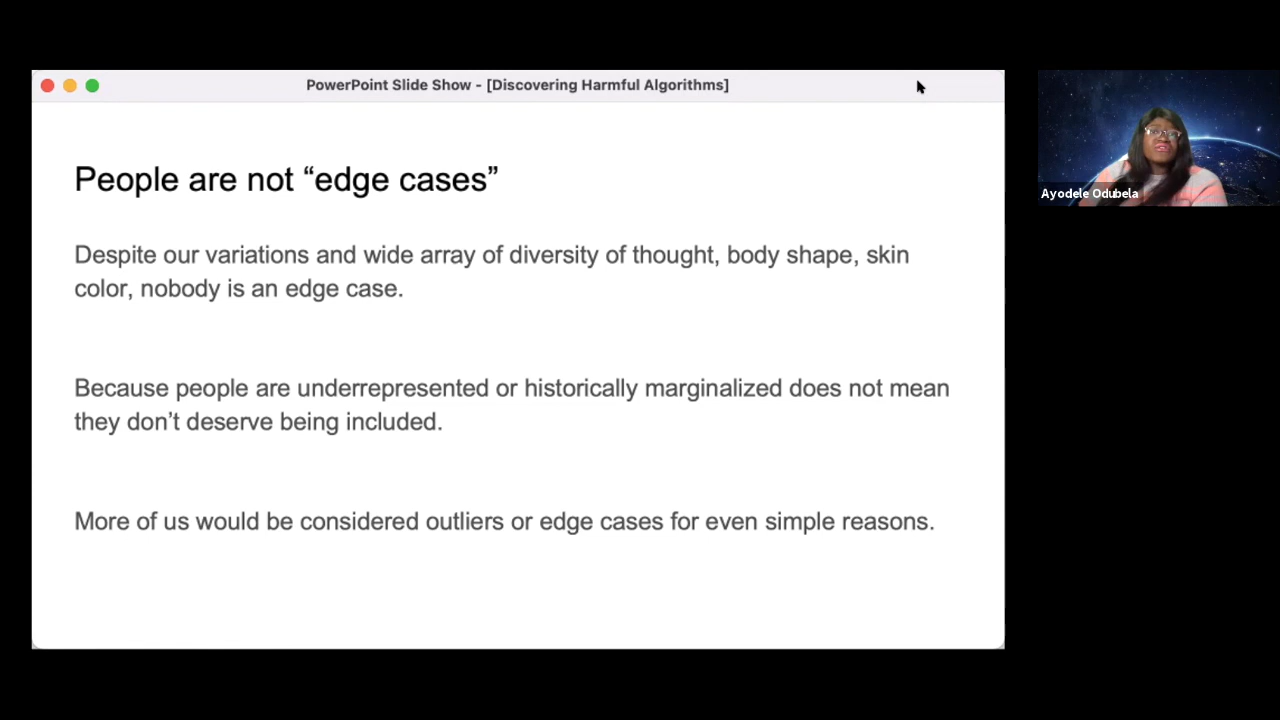 PowerPoint Slide Show - [Discovering Harmful Algorithms]
People are not “edge cases”
Despite our variations and wide array of diversity of thought, body shape, skin
color, nobody is an edge case.
Because people are underrepresented or historically marginalized does not mean
they don’t deserve being included.
More of us would be considered outliers or edge cases for even simple reasons.
Ayodele Odubela